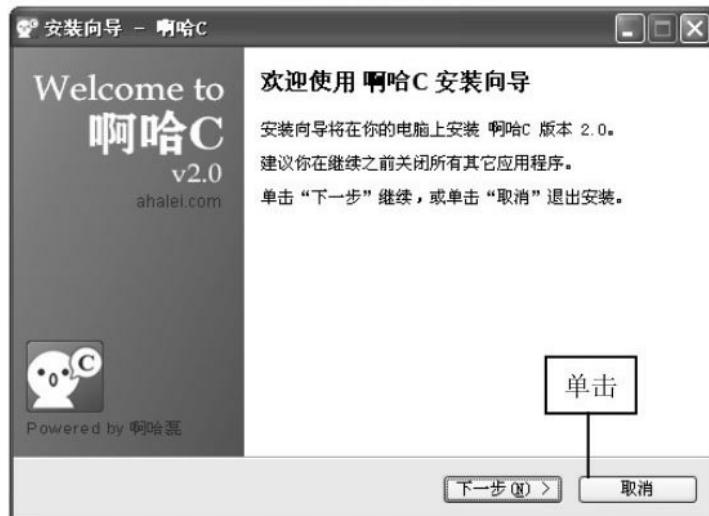 安装向导 - 啊哈C
Welcome to
啊哈C
v2.0
ahalei.com
欢迎使用 啊哈C 安装向导
安装向导将在你的电脑上安装 啊哈C 版本 2.0。
建议你在继续之前关闭所有其它应用程序。
单击“下一步”继续，或单击“取消”退出安装。
C
Powered by 啊哈磊
单击
下一步(N) >
取消